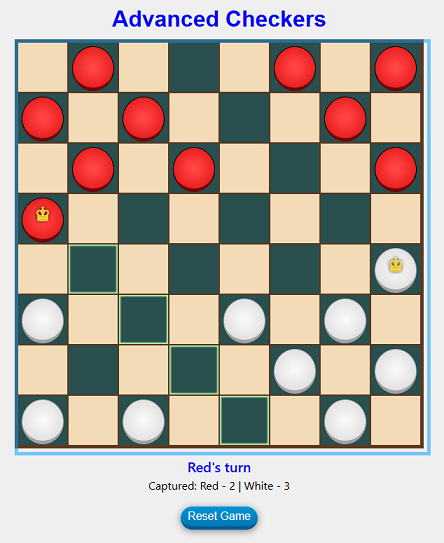 Advanced Checkers
Red's turn
Captured: Red - 2 | White - 3
Reset Game